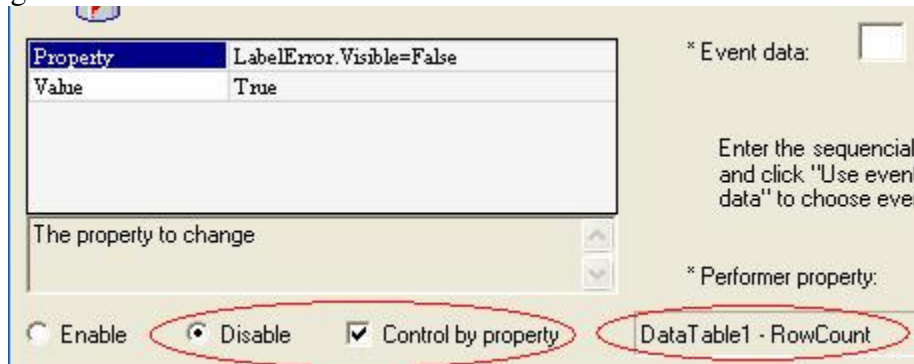 Property LabelError.Visible=False
Value True
* Event data:
Enter the sequencial
and click "Use event
data" to choose eve
The property to change
* Performer property:
Enable Disable Control by property DataTable1 - RowCount